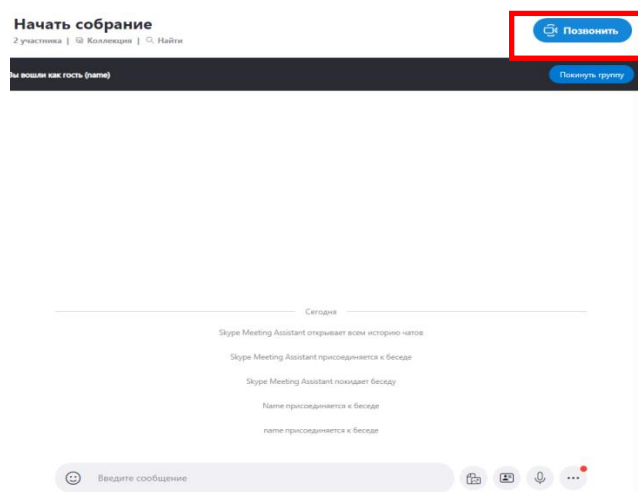 Начать собрание
2 участника | Коллекция | Найти
Позвонить
Вы вошли как гость (name)
Покинуть группу
Сегодня
Skype Meeting Assistant открывает всем историю чатов
Skype Meeting Assistant присоединяется к беседе
Skype Meeting Assistant покидает беседу
Name присоединяется к беседе
name присоединяется к беседе
Введите сообщение